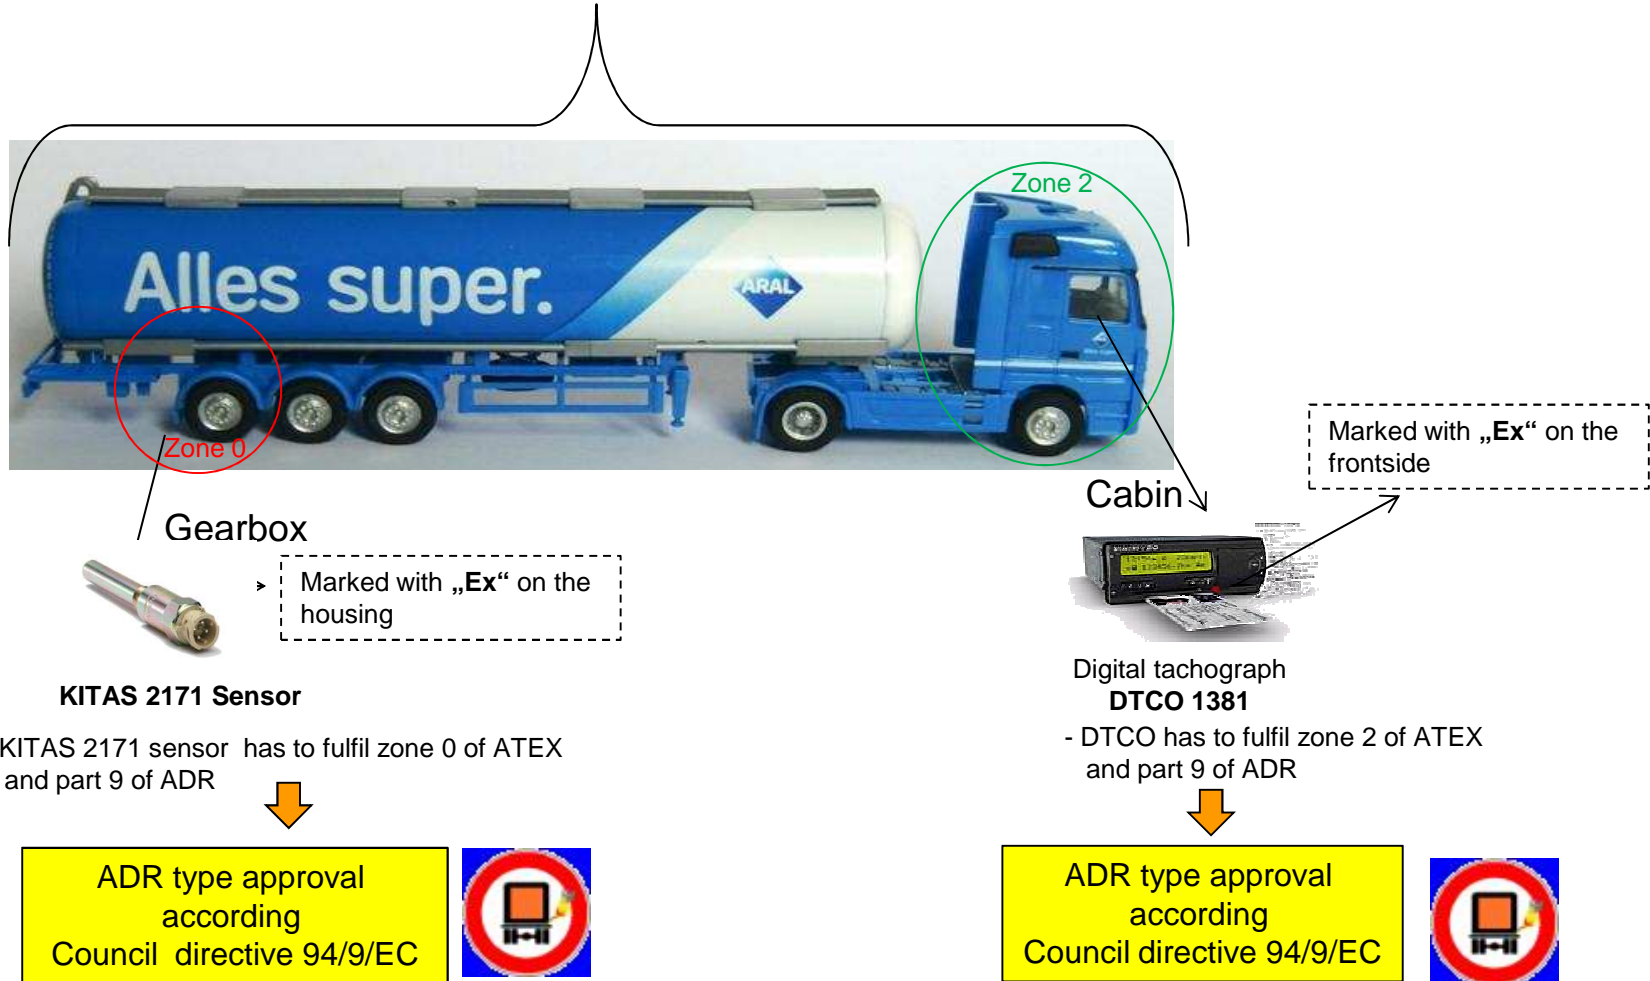 Zone 2
Alles super.
ARAL
Zone 0
Marked with „Ex“ on the
frontside
Cabin
Gearbox
Marked with „Ex“ on the
housing
KITAS 2171 Sensor
Digital tachograph
DTCO 1381
KITAS 2171 sensor has to fulfil zone 0 of ATEX
and part 9 of ADR
- DTCO has to fulfil zone 2 of ATEX
and part 9 of ADR
ADR type approval
according
Council directive 94/9/EC
ADR type approval
according
Council directive 94/9/EC